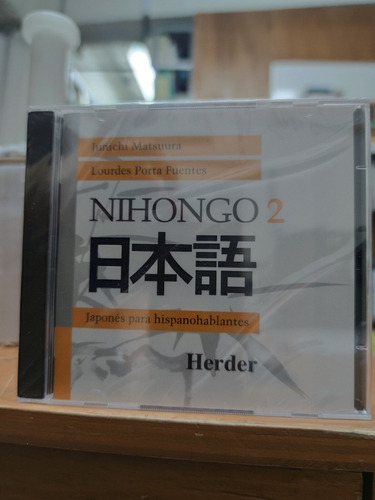 Junichi Matsuura
Lourdes Porta Fuentes
NIHONGO 2
日本語
Japonés para hispanohablantes
Herder